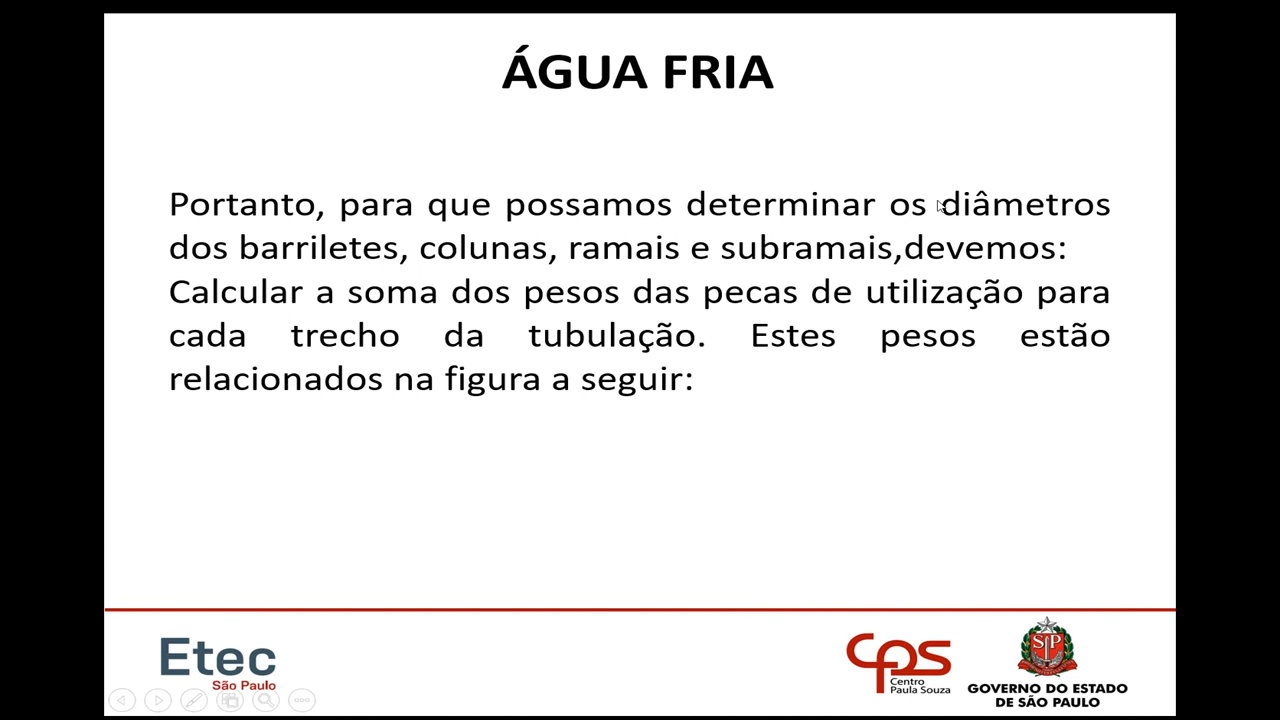 ÁGUA FRIA
Portanto, para que possamos determinar os diâmetros
dos barriletes, colunas, ramais e subramais,devemos:
Calcular a soma dos pesos das pecas de utilização para
cada trecho da tubulação. Estes pesos estão
relacionados na figura a seguir:
Etec
São Paulo
cps
Centro
Paula Souza
SP
GOVERNO DO ESTADO
DE SÃO PAULO